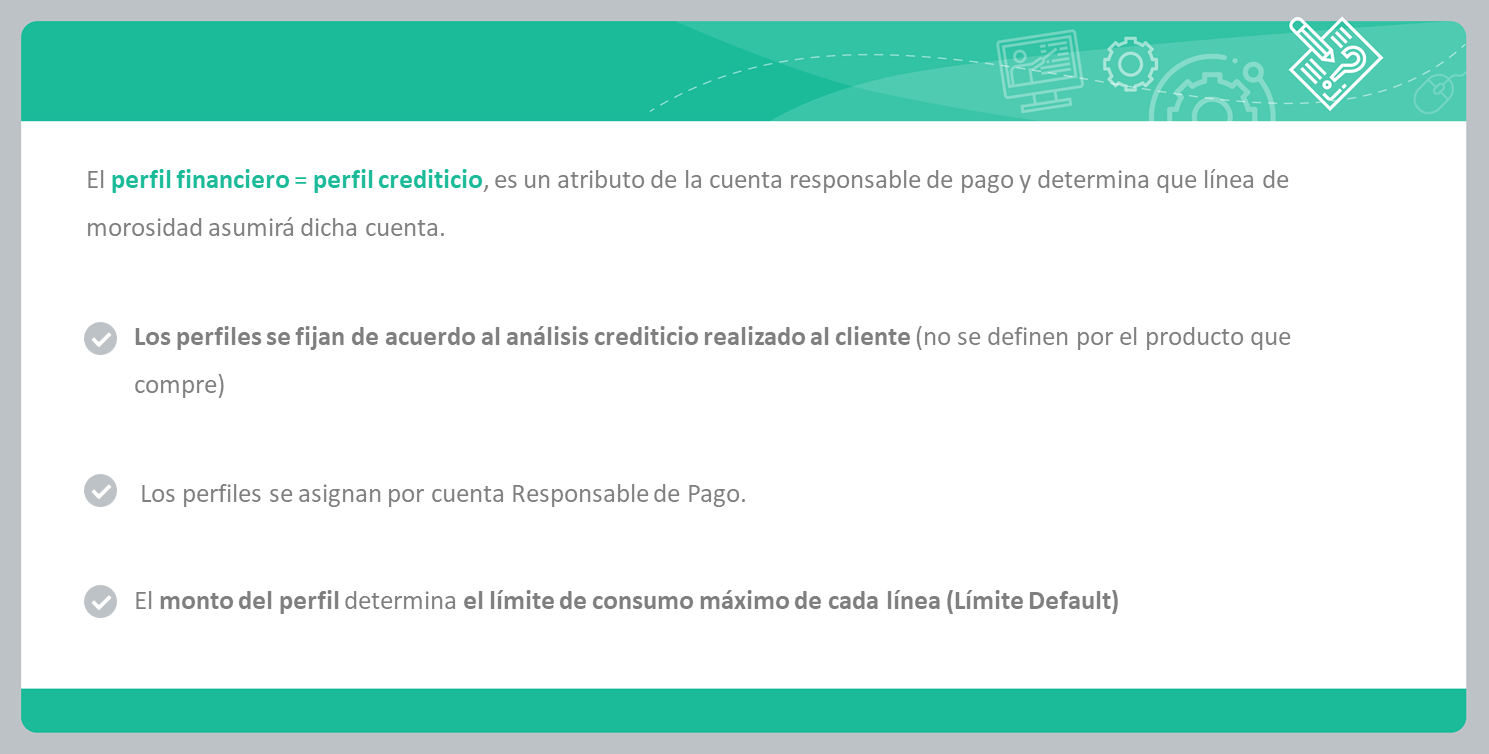 El perfil financiero = perfil crediticio, es un atributo de la cuenta responsable de pago y determina que línea de
morosidad asumirá dicha cuenta.
Los perfiles se fijan de acuerdo al análisis crediticio realizado al cliente (no se definen por el producto que
compre)
Los perfiles se asignan por cuenta Responsable de Pago.
El monto del perfil determina el límite de consumo máximo de cada línea (Límite Default)